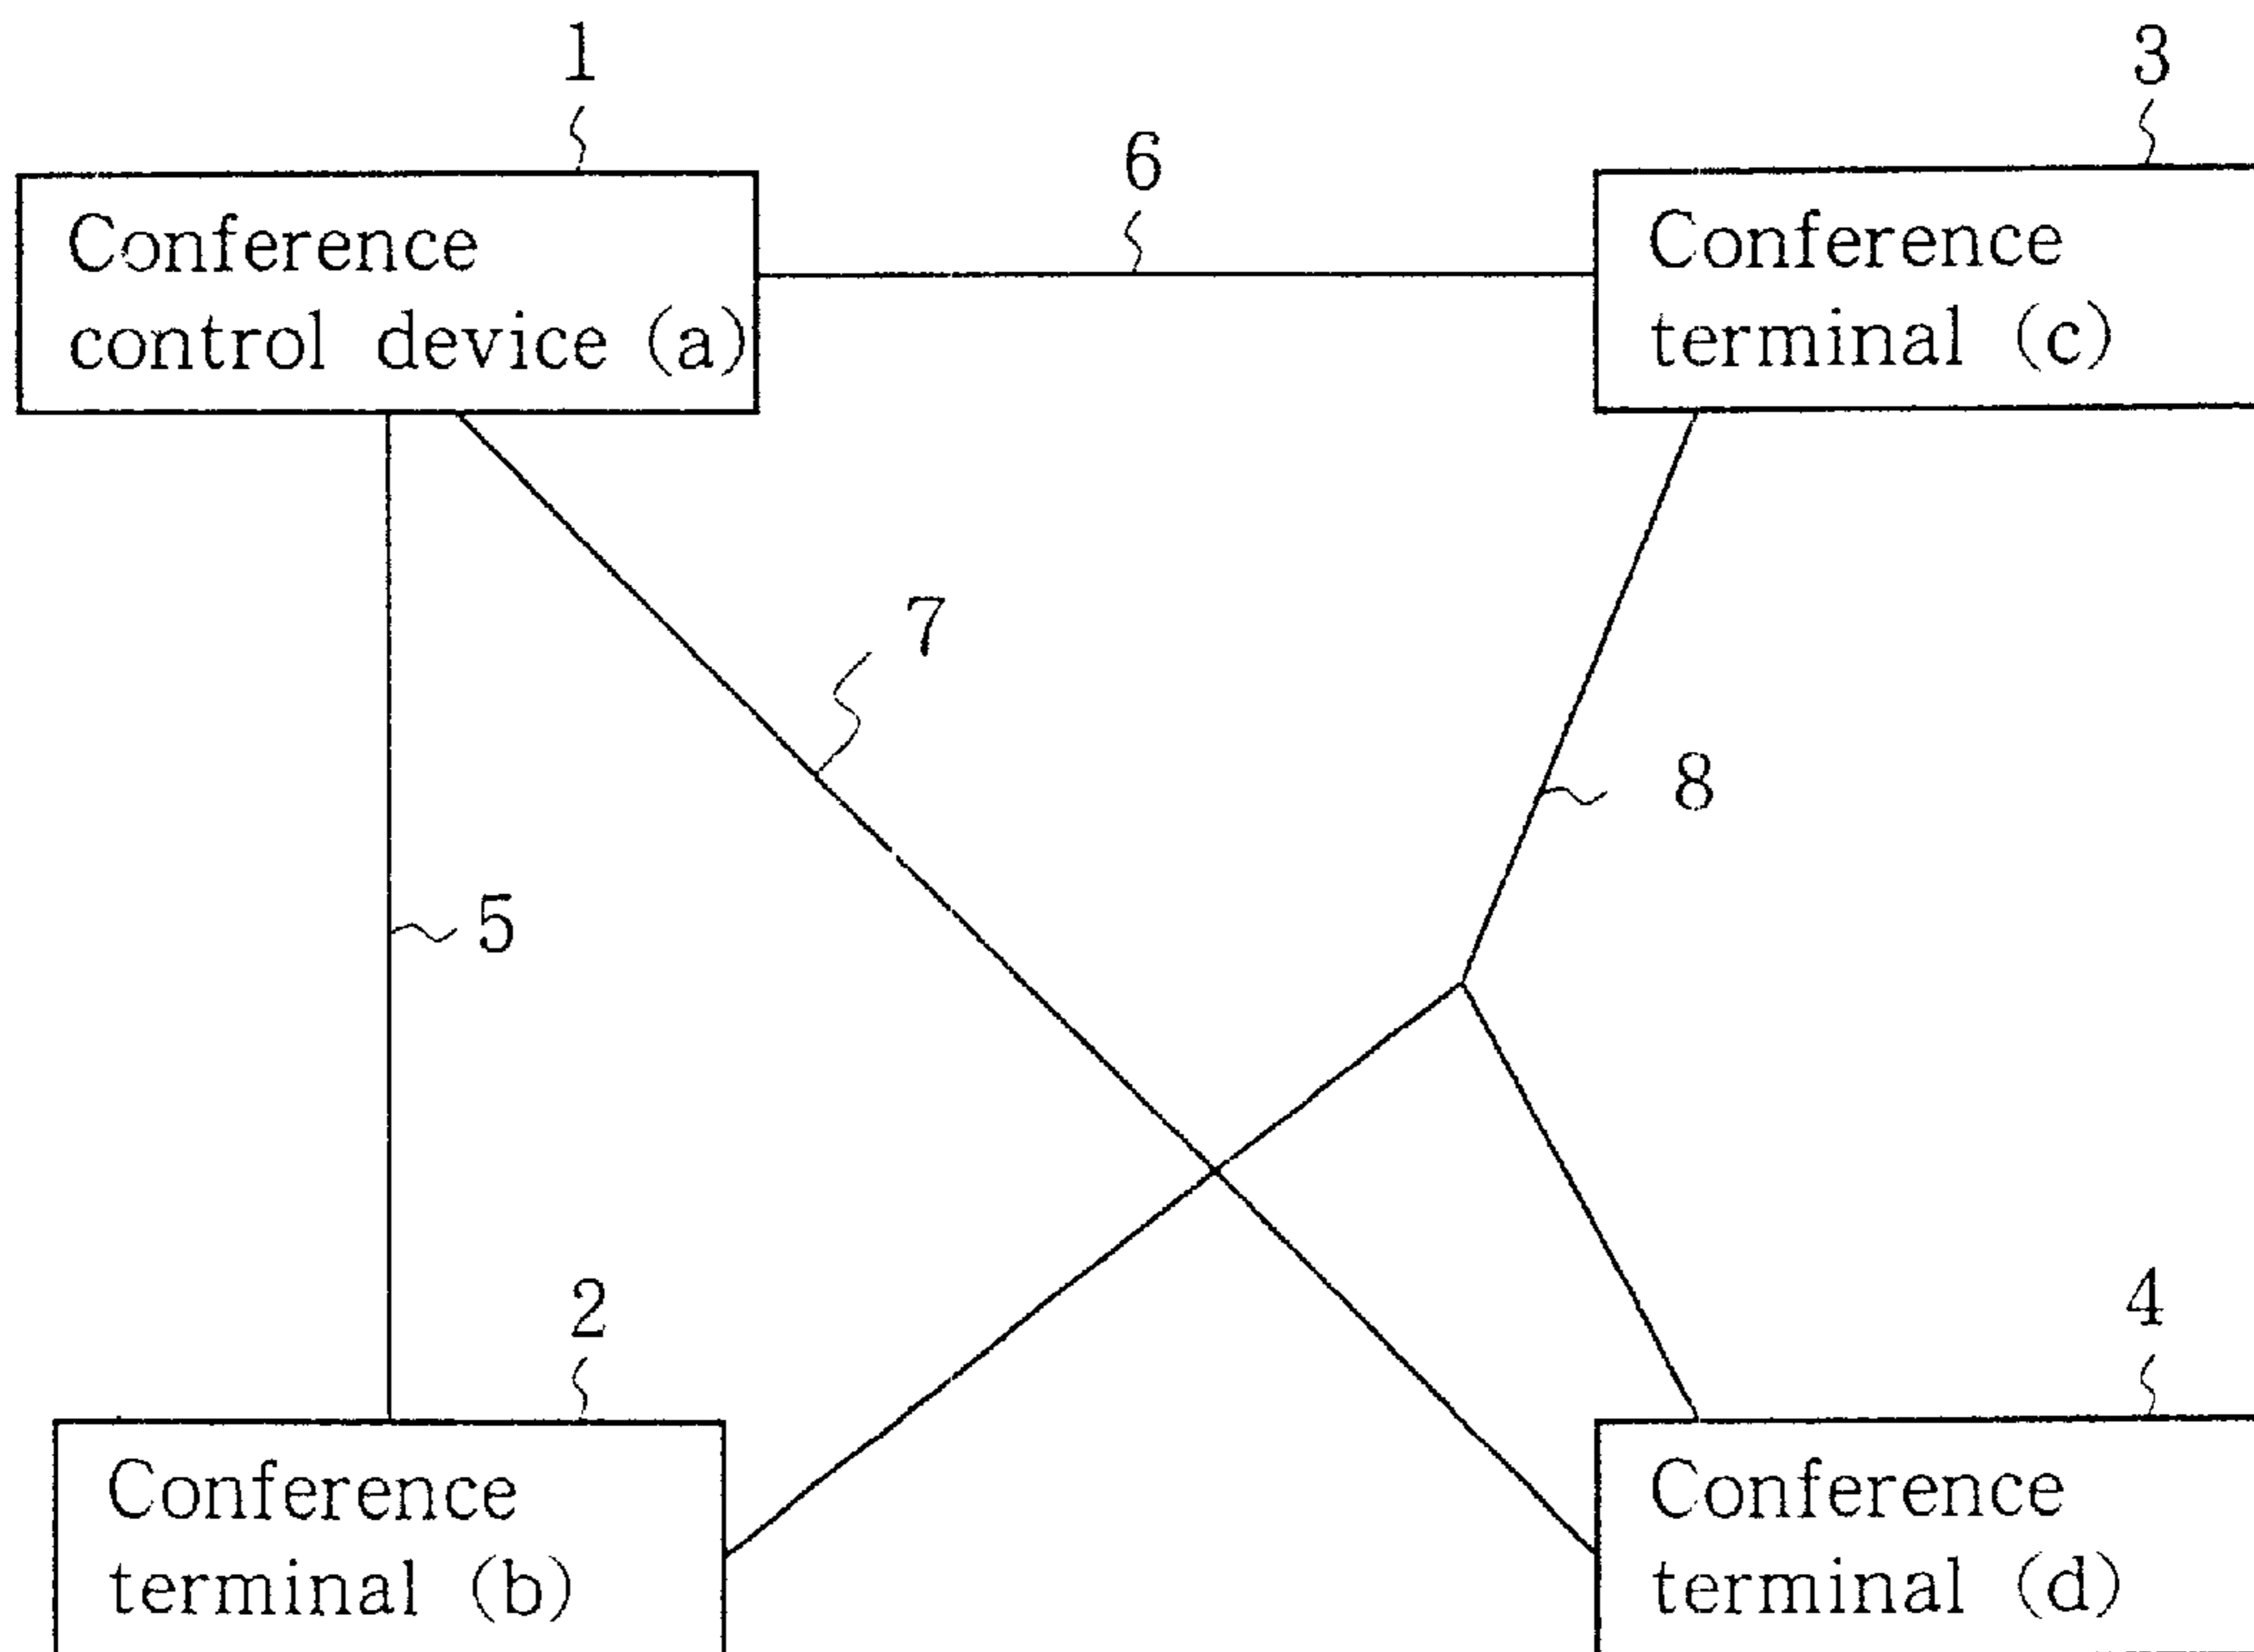 1
3
6
Conference
control device (a)
Conference
terminal (c)
7
8
5
2
4
Conference
terminal (b)
Conference
terminal (d)